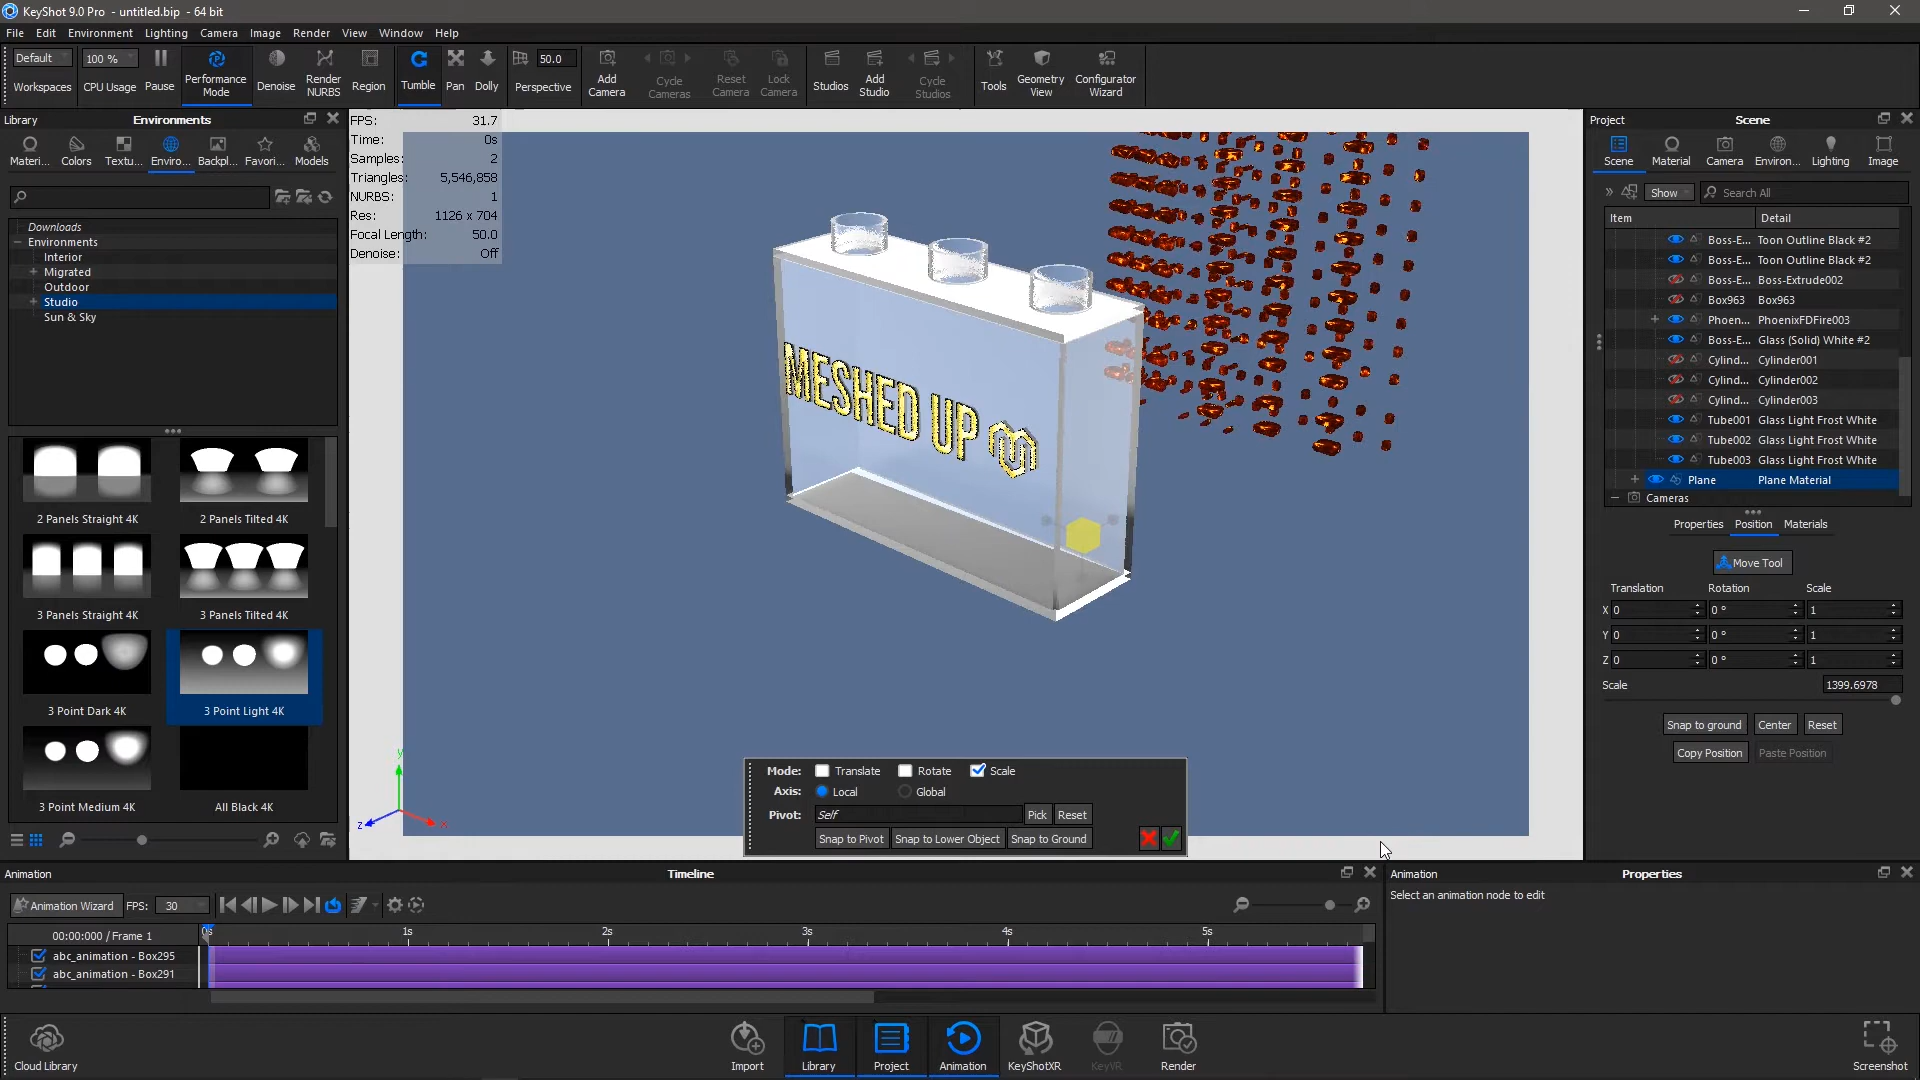 KeyShot 9.0 Pro - untitled.bip - 64 bit
File Edit Environment Lighting Camera Image Render View Window Help
Default 100 % 50.0
Workspaces CPU Usage Pause Performance Mode Denoise Render NURBS Region Tumble Pan Dolly Perspective Add Camera Cycle Cameras Reset Camera Lock Camera Studios Add Studio Cycle Studios Tools Geometry View Configurator Wizard
Library Environments
Materi... Colors Textu... Enviro... Backpl... Favori... Models
Downloads
Environments
Interior
Migrated
Outdoor
Studio
Sun & Sky
2 Panels Straight 4K 2 Panels Tilted 4K
3 Panels Straight 4K 3 Panels Tilted 4K
3 Point Dark 4K 3 Point Light 4K
3 Point Medium 4K All Black 4K
FPS: 31.7
Time: 0s
Samples: 2
Triangles: 5,546,858
NURBS: 1
Res: 1126 x 704
Focal Length: 50.0
Denoise: Off
MESHED UP
y
z x
Mode: Translate Rotate Scale
Axis: Local Global
Pivot: Self Pick Reset
Snap to Pivot Snap to Lower Object Snap to Ground
Project Scene
Scene Material Camera Environ... Lighting Image
Show Search All
Item Detail
Boss-E... Toon Outline Black #2
Boss-E... Toon Outline Black #2
Boss-E... Boss-Extrude002
Box963 Box963
Phoen... PhoenixFDFire003
Boss-E... Glass (Solid) White #2
Cylind... Cylinder001
Cylind... Cylinder002
Cylind... Cylinder003
Tube001 Glass Light Frost White
Tube002 Glass Light Frost White
Tube003 Glass Light Frost White
Plane Plane Material
Cameras
Properties Position Materials
Move Tool
Translation Rotation Scale
X 0 0 ° 1
Y 0 0 ° 1
Z 0 0 ° 1
Scale 1399.6978
Snap to ground Center Reset
Copy Position Paste Position
Animation Timeline
Animation Wizard FPS: 30
00:00:000 / Frame 1 0s 1s 2s 3s 4s 5s
abc_animation - Box295
abc_animation - Box291
Animation Properties
Select an animation node to edit
Cloud Library Import Library Project Animation KeyShotXR KeyVR Render Screenshot